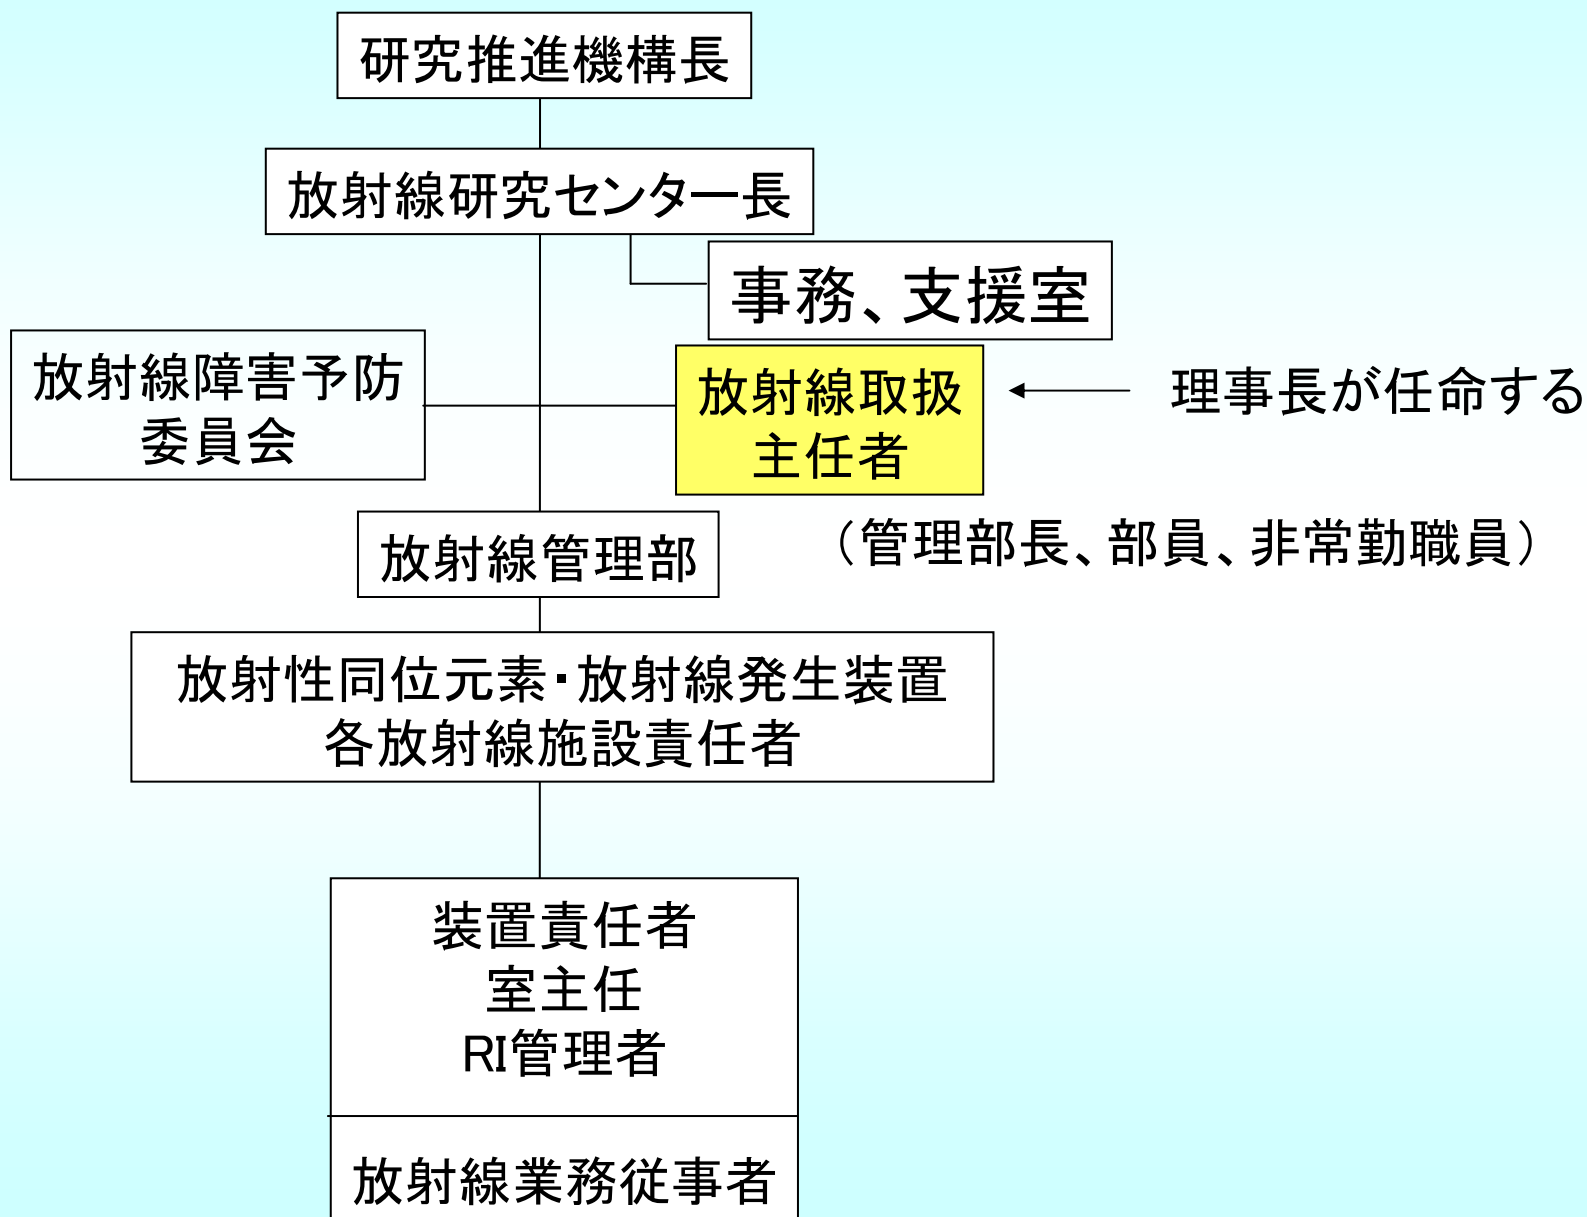 研究推進機構長
放射線研究センター長
事務、支援室
放射線障害予防
委員会
放射線取扱
主任者
理事長が任命する
放射線管理部
（管理部長、部員、非常勤職員）
放射性同位元素・放射線発生装置
各放射線施設責任者
装置責任者
室主任
RI管理者
放射線業務従事者